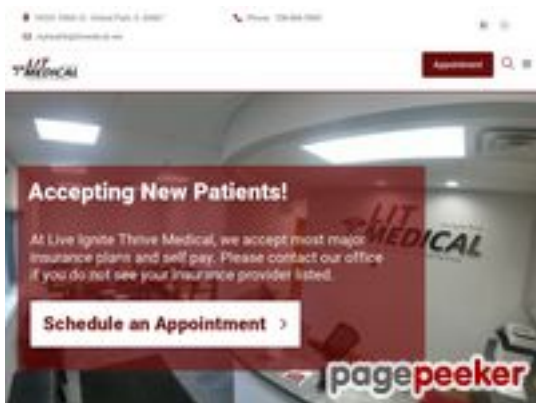 Phone
LIT
MEDICAL
Appointment
Accepting New Patients!
LIT
MEDICAL
At Live Ignite Thrive Medical, we accept most major
insurance plans and self pay. Please contact our office
if you do not see your insurance provider listed.
Schedule an Appointment >
pagepeeker